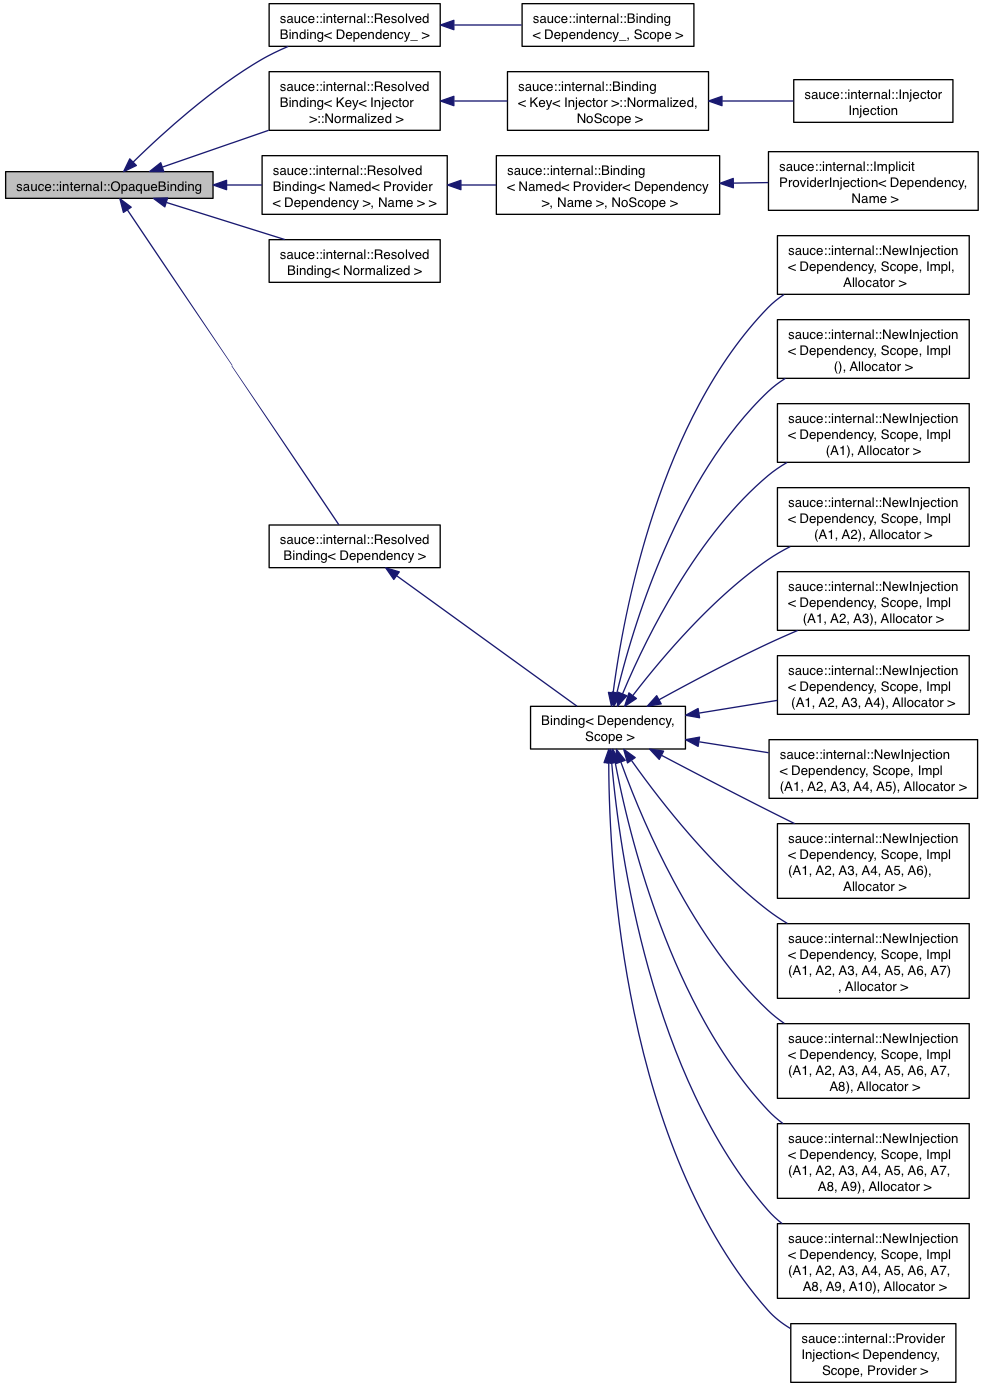 sauce::internal::Resolved
Binding< Dependency_ >
sauce::internal::Binding
< Dependency_, Scope >
sauce::internal::Resolved
Binding< Key< Injector
>::Normalized >
sauce::internal::Binding
< Key< Injector >::Normalized,
NoScope >
sauce::internal::Injector
Injection
sauce::internal::OpaqueBinding
sauce::internal::Resolved
Binding< Named< Provider
< Dependency >, Name > >
sauce::internal::Binding
< Named< Provider< Dependency
>, Name >, NoScope >
sauce::internal::Implicit
ProviderInjection< Dependency,
Name >
sauce::internal::Resolved
Binding< Normalized >
sauce::internal::NewInjection
< Dependency, Scope, Impl,
Allocator >
sauce::internal::NewInjection
< Dependency, Scope, Impl
(), Allocator >
sauce::internal::NewInjection
< Dependency, Scope, Impl
(A1), Allocator >
sauce::internal::NewInjection
< Dependency, Scope, Impl
(A1, A2), Allocator >
sauce::internal::Resolved
Binding< Dependency >
sauce::internal::NewInjection
< Dependency, Scope, Impl
(A1, A2, A3), Allocator >
sauce::internal::NewInjection
< Dependency, Scope, Impl
(A1, A2, A3, A4), Allocator >
Binding< Dependency,
Scope >
sauce::internal::NewInjection
< Dependency, Scope, Impl
(A1, A2, A3, A4, A5), Allocator >
sauce::internal::NewInjection
< Dependency, Scope, Impl
(A1, A2, A3, A4, A5, A6),
Allocator >
sauce::internal::NewInjection
< Dependency, Scope, Impl
(A1, A2, A3, A4, A5, A6, A7)
, Allocator >
sauce::internal::NewInjection
< Dependency, Scope, Impl
(A1, A2, A3, A4, A5, A6, A7,
A8), Allocator >
sauce::internal::NewInjection
< Dependency, Scope, Impl
(A1, A2, A3, A4, A5, A6, A7,
A8, A9), Allocator >
sauce::internal::NewInjection
< Dependency, Scope, Impl
(A1, A2, A3, A4, A5, A6, A7,
A8, A9, A10), Allocator >
sauce::internal::Provider
Injection< Dependency,
Scope, Provider >